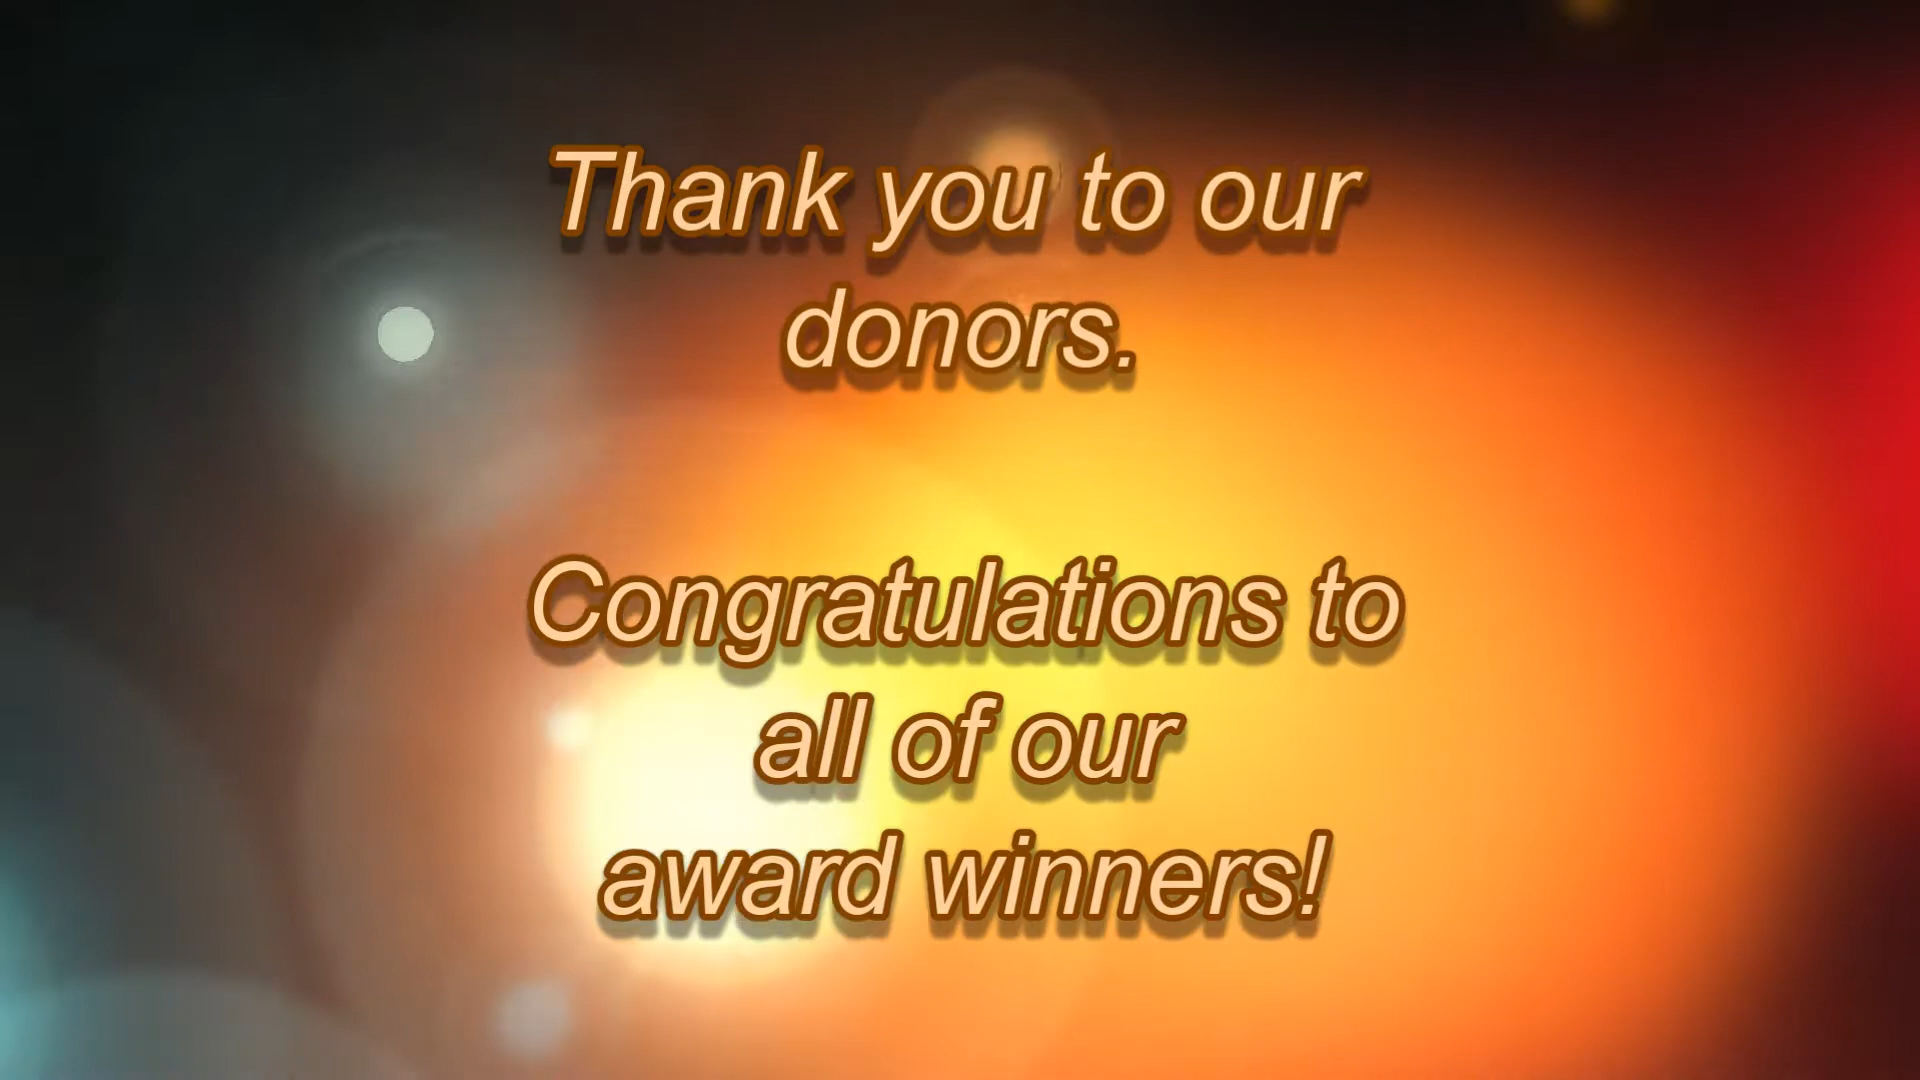 Thank you to our
donors.
Congratulations to
all of our
award winners!